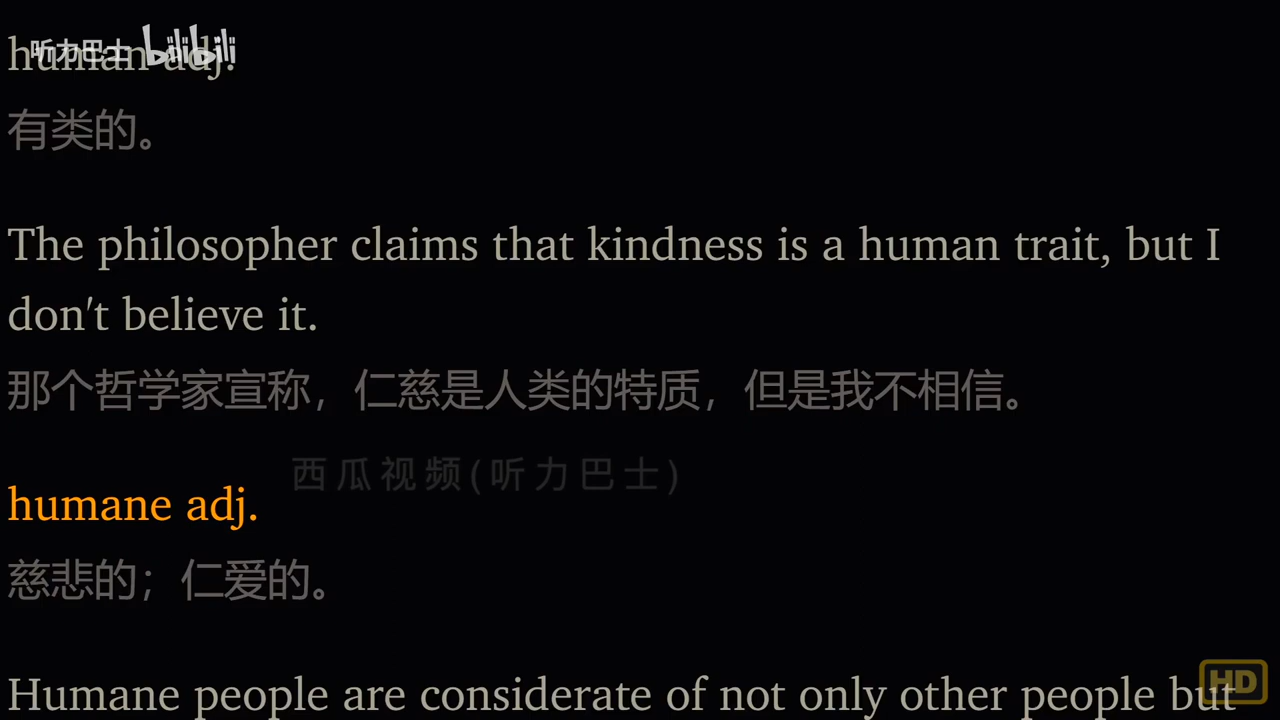 听力巴士 bilibili
human adj.
有类的。
The philosopher claims that kindness is a human trait, but I
don't believe it.
那个哲学家宣称，仁慈是人类的特质，但是我不相信。
西瓜视频(听力巴士)
humane adj.
慈悲的；仁爱的。
Humane people are considerate of not only other people but
HD